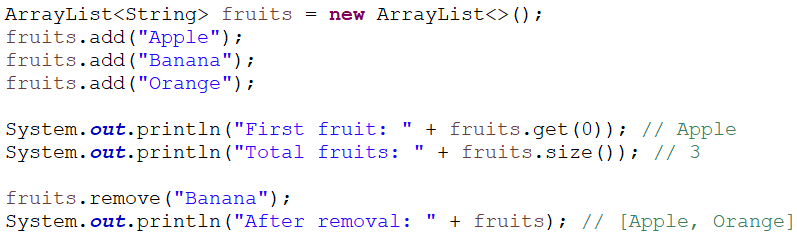 ArrayList<String> fruits = new ArrayList<>();
fruits.add("Apple");
fruits.add("Banana");
fruits.add("Orange");
System.out.println("First fruit: " + fruits.get(0)); // Apple
System.out.println("Total fruits: " + fruits.size()); // 3
fruits.remove("Banana");
System.out.println("After removal: " + fruits); // [Apple, Orange]